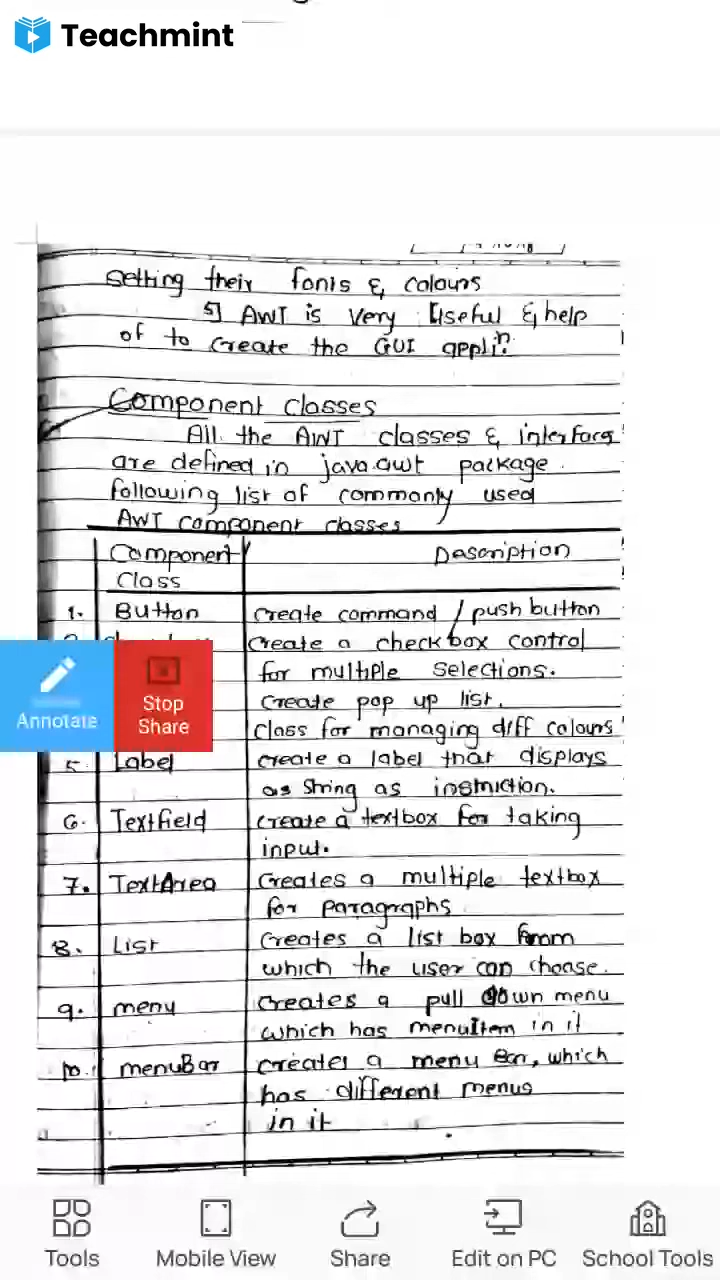 Teachmint
setting their fonts & colours
5] AWT is very Useful & help
of to create the GUI appliⁿ.
Component classes
All the AWT classes & interfaces
are defined in java.awt package.
following list of commonly used
AWT component classes
Component Description
Class
1. Button create command / push button
create a checkbox control
for multiple selections.
create pop up list.
class for managing diff colours
5. Label create a label that displays
as string as instruction.
6. Textfield create a textbox for taking
input.
7. TextArea creates a multiple textbox
for paragraphs
8. List creates a list box from
which the user can choose.
9. menu creates a pull down menu
which has menuItem in it
10. menuBar creates a menu Bar, which
has different menus
in it
Annotate
Stop
Share
Tools Mobile View Share Edit on PC School Tools